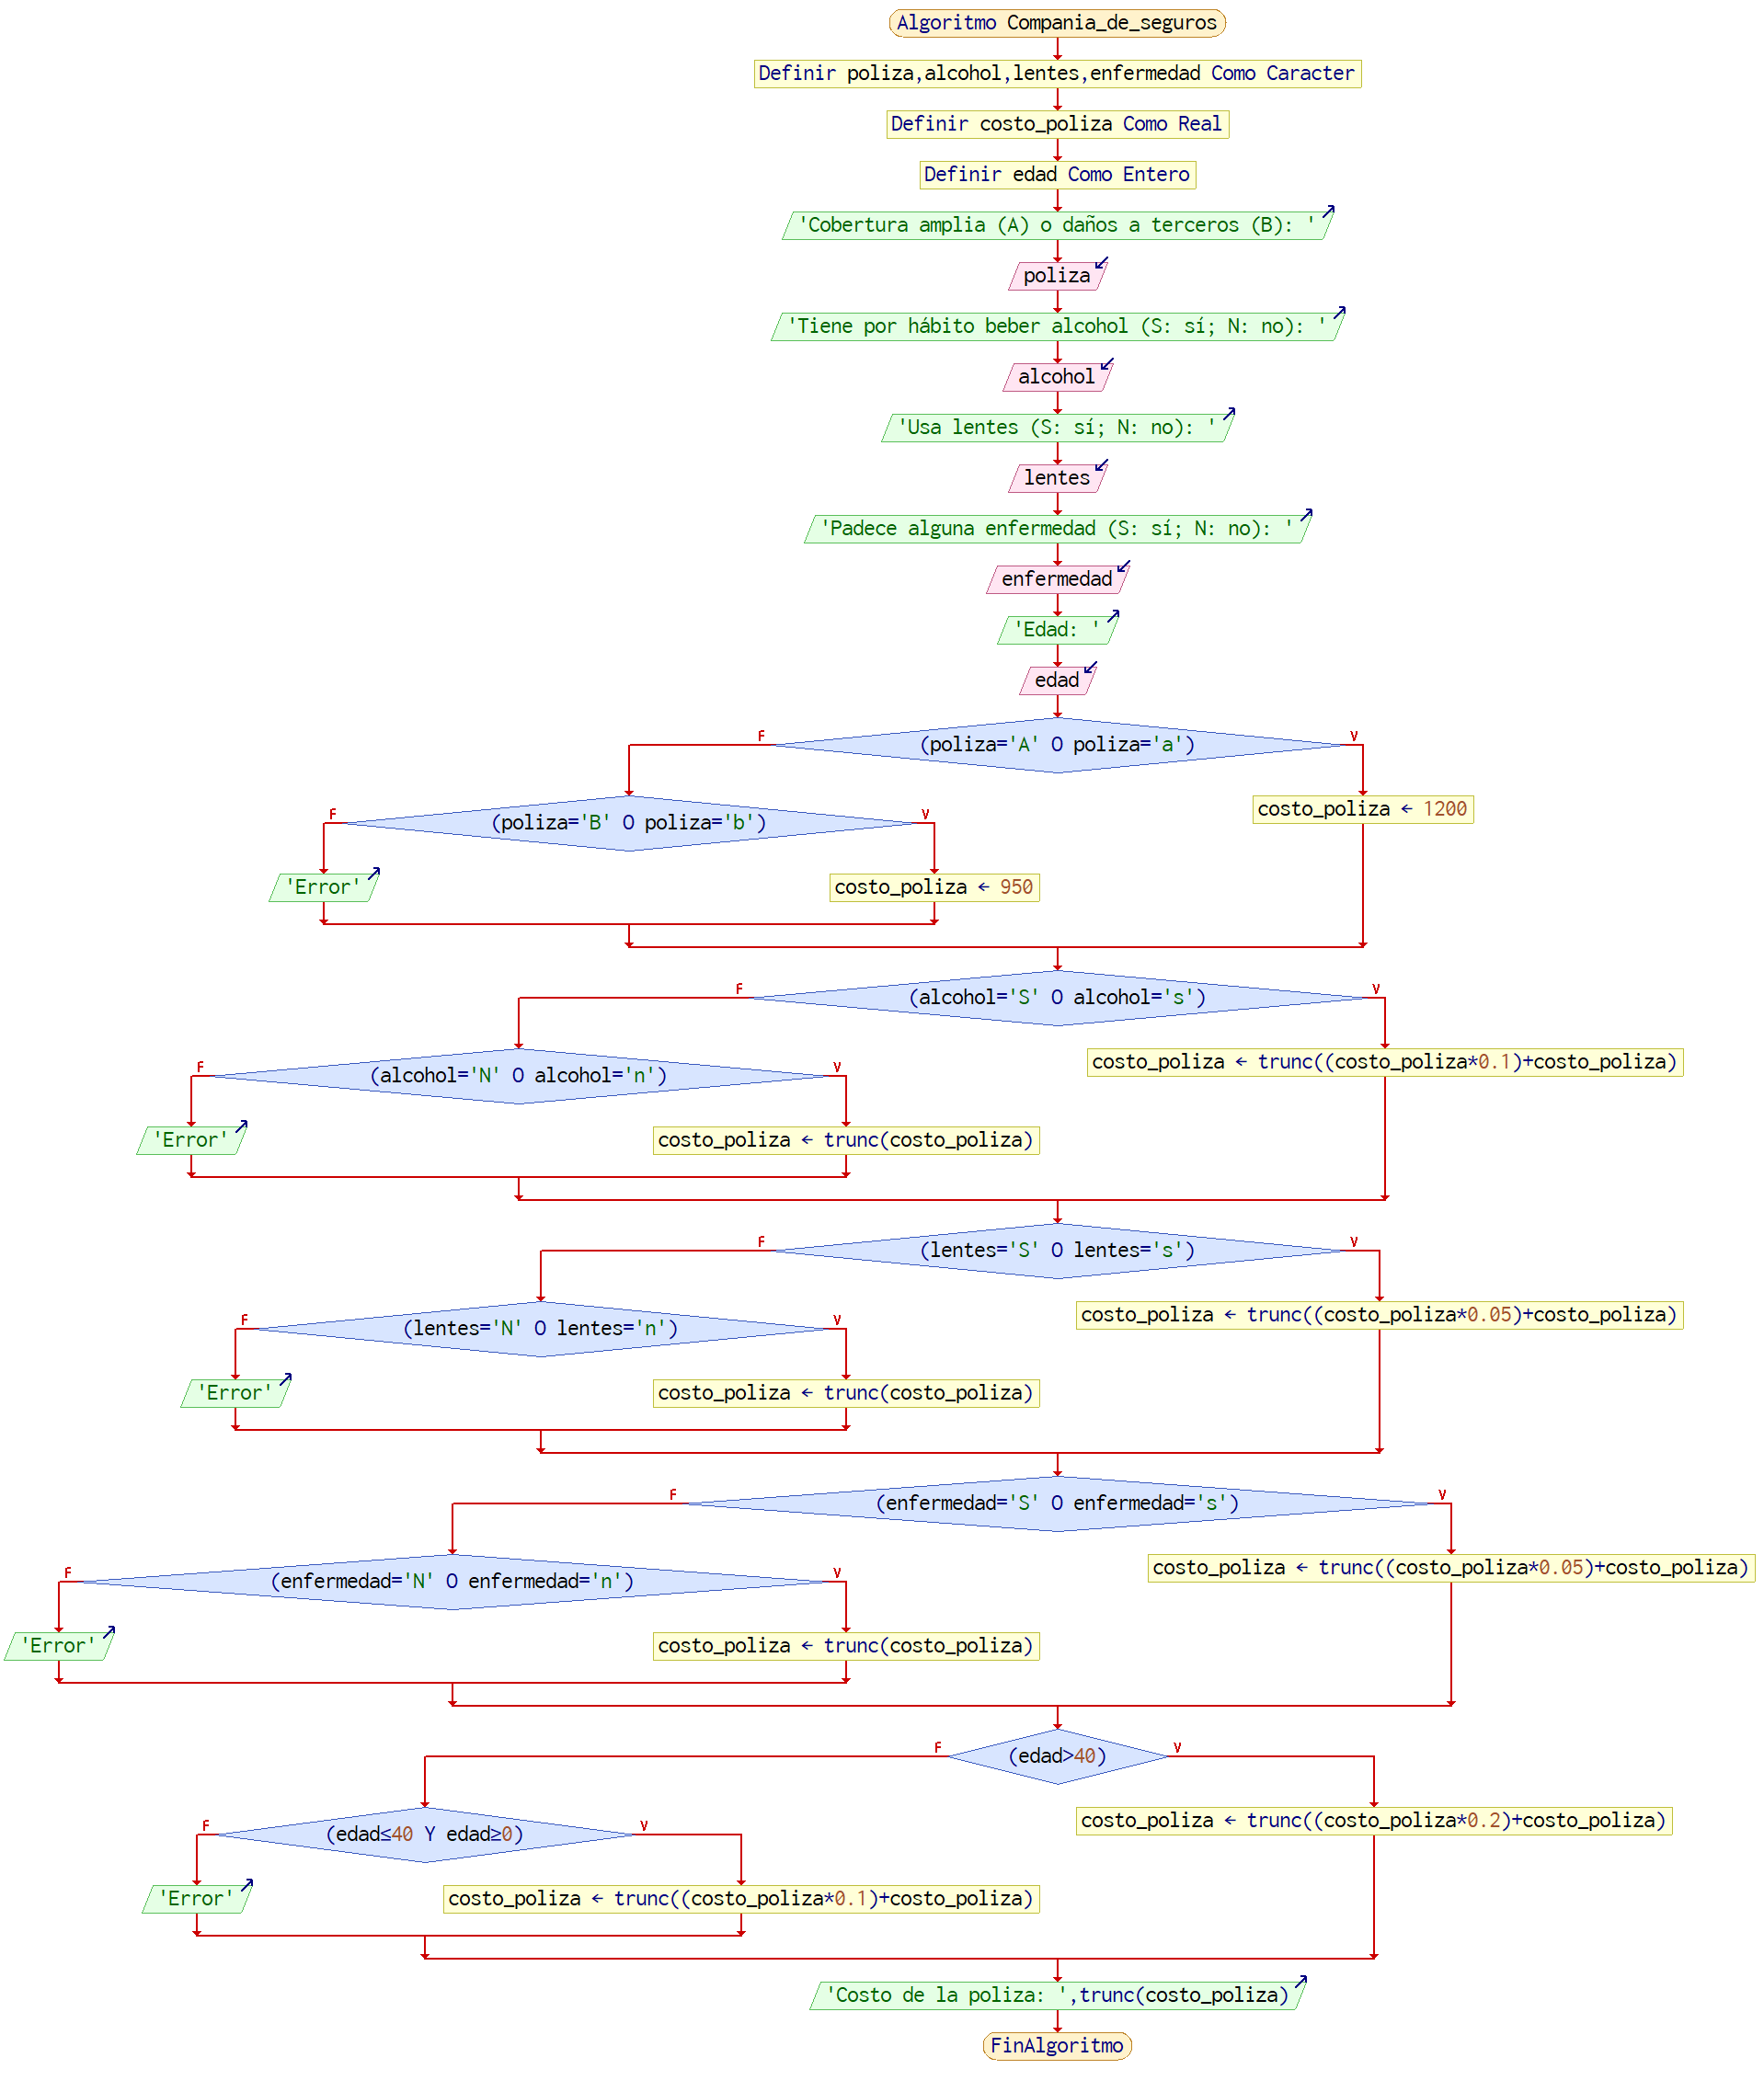 Algoritmo Compania_de_seguros
Definir poliza,alcohol,lentes,enfermedad Como Caracter
Definir costo_poliza Como Real
Definir edad Como Entero
'Cobertura amplia (A) o daños a terceros (B): '
poliza
'Tiene por hábito beber alcohol (S: sí; N: no): '
alcohol
'Usa lentes (S: sí; N: no): '
lentes
'Padece alguna enfermedad (S: sí; N: no): '
enfermedad
'Edad: '
edad
F
(poliza='A' O poliza='a')
V
F
(poliza='B' O poliza='b')
V
costo_poliza ← 1200
'Error'
costo_poliza ← 950
F
(alcohol='S' O alcohol='s')
V
F
(alcohol='N' O alcohol='n')
V
costo_poliza ← trunc((costo_poliza*0.1)+costo_poliza)
'Error'
costo_poliza ← trunc(costo_poliza)
F
(lentes='S' O lentes='s')
V
F
(lentes='N' O lentes='n')
V
costo_poliza ← trunc((costo_poliza*0.05)+costo_poliza)
'Error'
costo_poliza ← trunc(costo_poliza)
F
(enfermedad='S' O enfermedad='s')
V
F
(enfermedad='N' O enfermedad='n')
V
costo_poliza ← trunc((costo_poliza*0.05)+costo_poliza)
'Error'
costo_poliza ← trunc(costo_poliza)
F
(edad>40)
V
F
(edad≤40 Y edad≥0)
V
costo_poliza ← trunc((costo_poliza*0.2)+costo_poliza)
'Error'
costo_poliza ← trunc((costo_poliza*0.1)+costo_poliza)
'Costo de la poliza: ',trunc(costo_poliza)
FinAlgoritmo